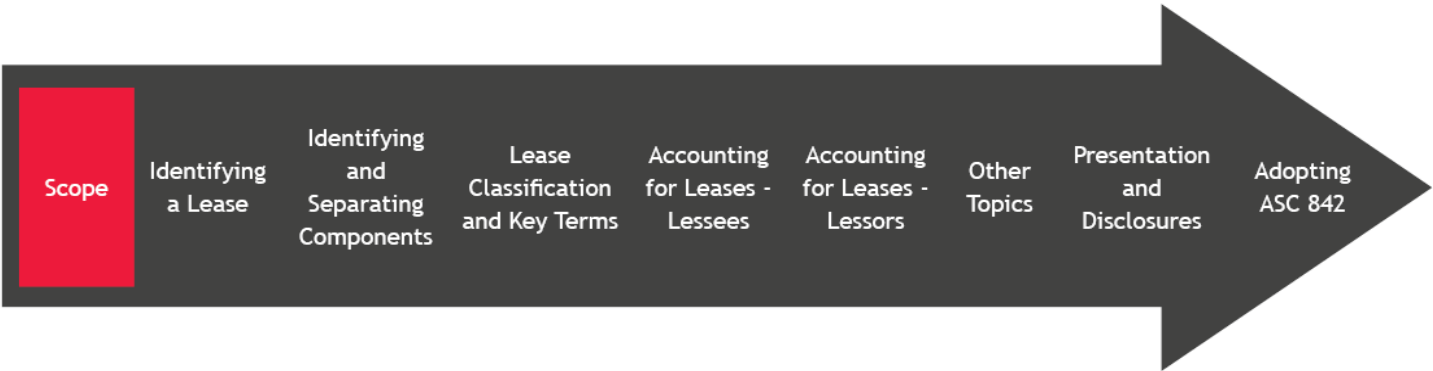 Scope
Identifying
a Lease
Identifying
and
Separating
Components
Lease
Classification
and Key Terms
Accounting
for Leases -
Lessees
Accounting
for Leases -
Lessors
Other
Topics
Presentation
and
Disclosures
Adopting
ASC 842